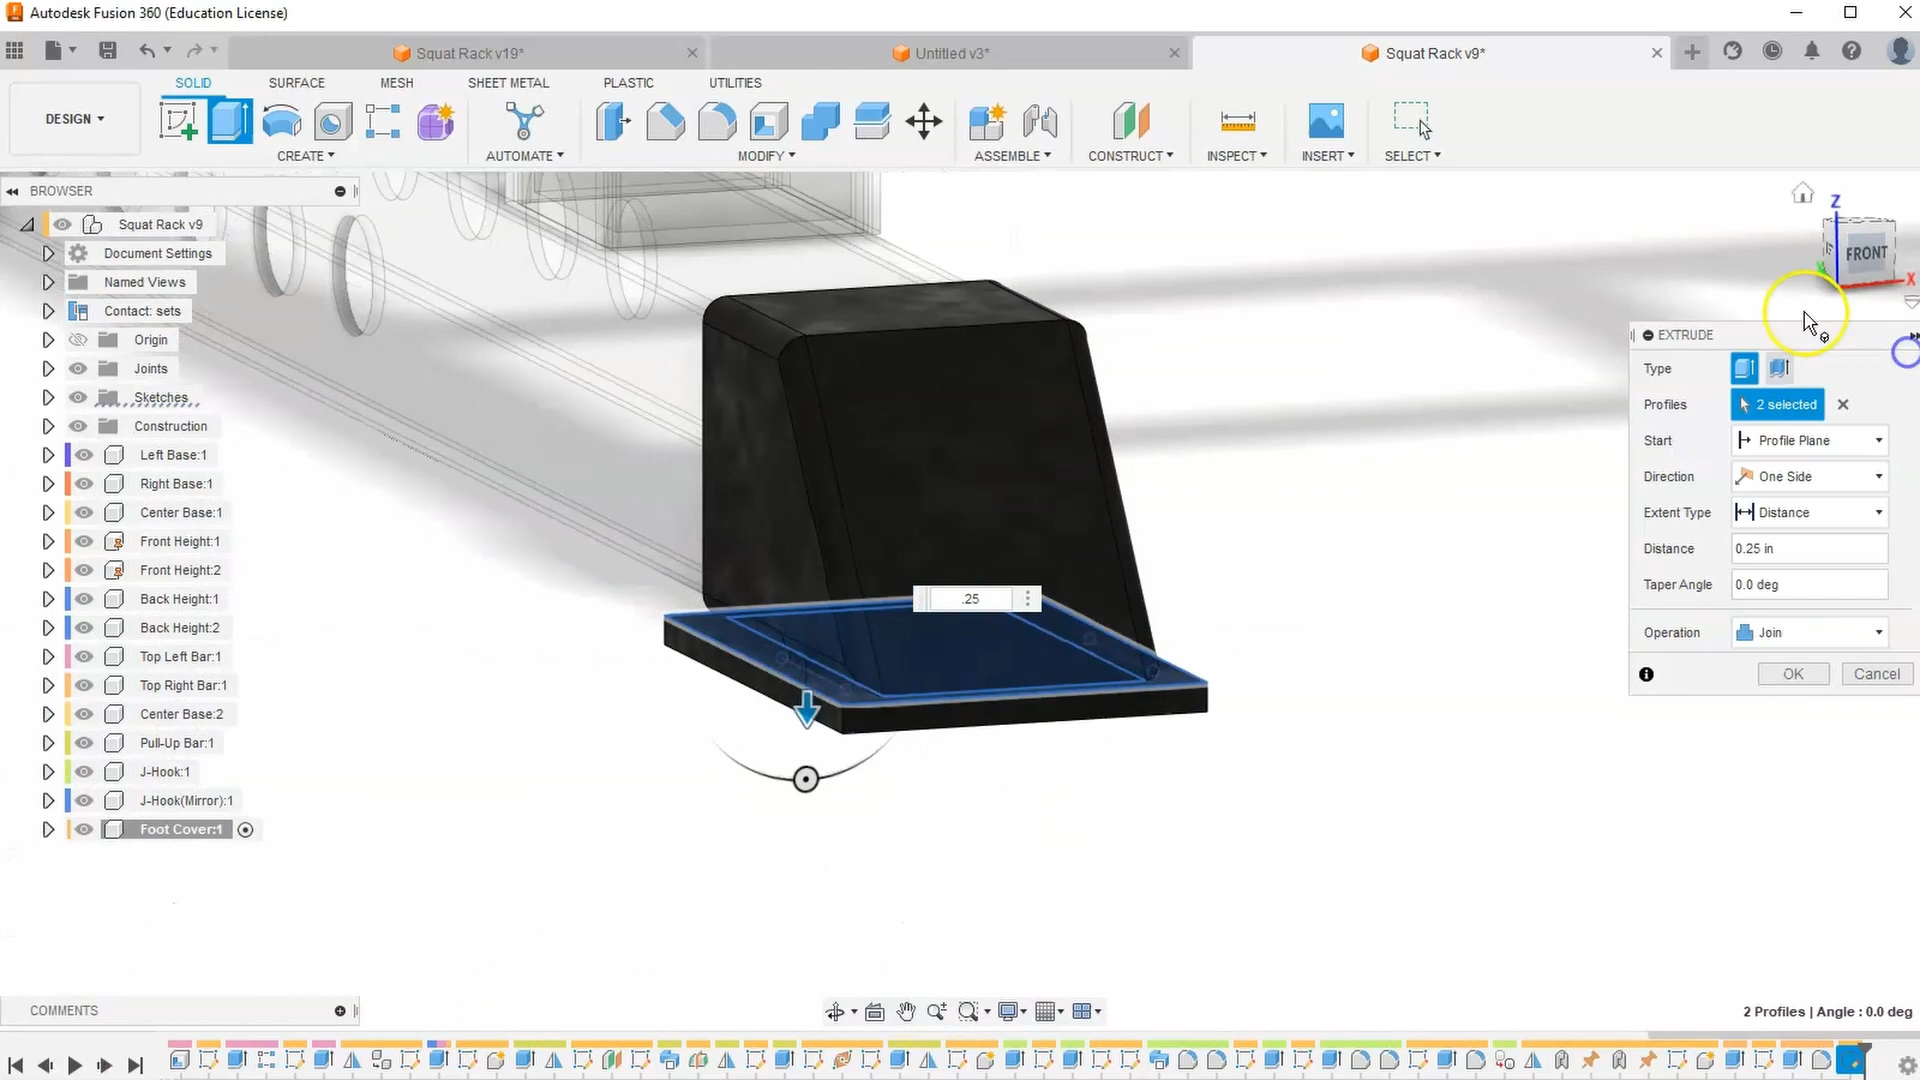 Autodesk Fusion 360 (Education License)
Squat Rack v19*
Untitled v3*
Squat Rack v9*
DESIGN
SOLID
SURFACE
MESH
SHEET METAL
PLASTIC
UTILITIES
CREATE
AUTOMATE
MODIFY
ASSEMBLE
CONSTRUCT
INSPECT
INSERT
SELECT
BROWSER
Squat Rack v9
Document Settings
Named Views
Contact: sets
Origin
Joints
Sketches
Construction
Left Base:1
Right Base:1
Center Base:1
Front Height:1
Front Height:2
Back Height:1
Back Height:2
Top Left Bar:1
Top Right Bar:1
Center Base:2
Pull-Up Bar:1
J-Hook:1
J-Hook(Mirror):1
Foot Cover:1
Z
FRONT
X
.25
EXTRUDE
Type
Profiles 2 selected
Start Profile Plane
Direction One Side
Extent Type Distance
Distance 0.25 in
Taper Angle 0.0 deg
Operation Join
OK Cancel
COMMENTS
2 Profiles | Angle : 0.0 deg